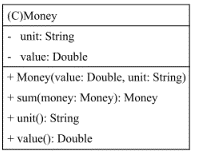 (C)Money
- unit: String
- value: Double
+ Money(value: Double, unit: String)
+ sum(money: Money): Money
+ unit(): String
+ value(): Double